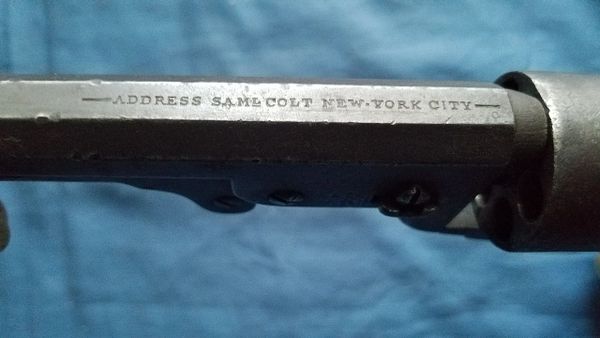 —ADDRESS SAML COLT NEW-YORK CITY—